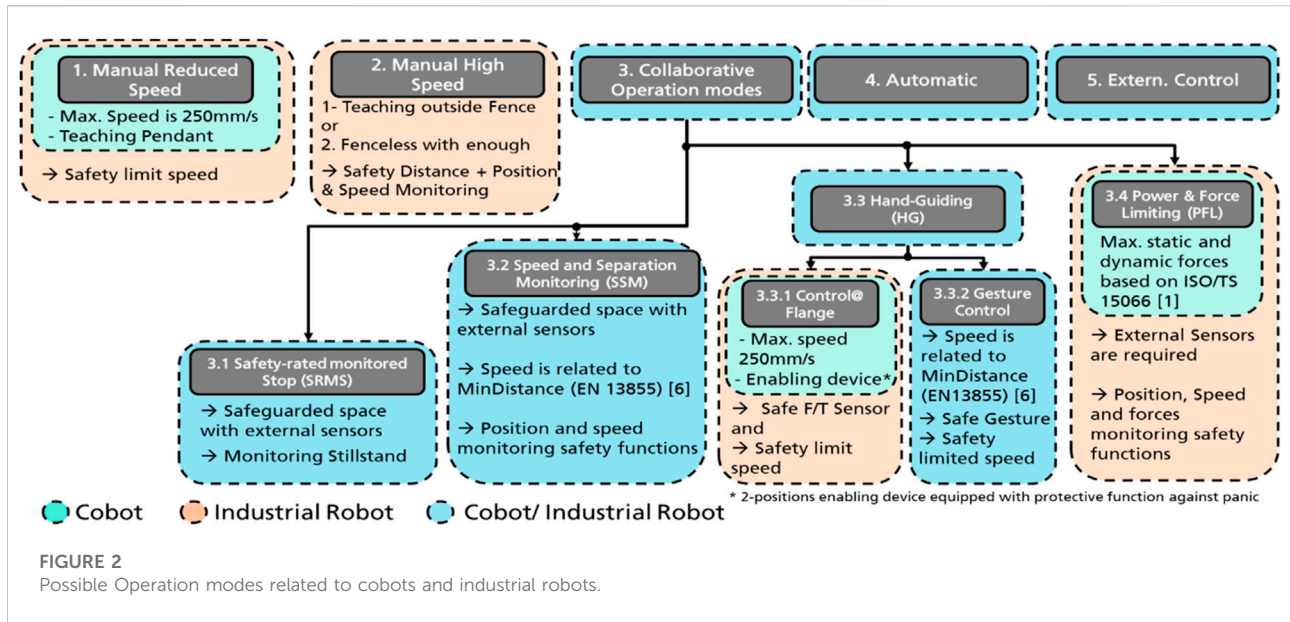 1. Manual Reduced
Speed
- Max. Speed is 250mm/s
- Teaching Pendant
→ Safety limit speed
2. Manual High
Speed
1- Teaching outside Fence
or
2. Fenceless with enough
→ Safety Distance + Position
& Speed Monitoring
3. Collaborative
Operation modes
4. Automatic
5. Extern. Control
3.1 Safety-rated monitored
Stop (SRMS)
→ Safeguarded space
with external sensors
→ Monitoring Stillstand
3.2 Speed and Separation
Monitoring (SSM)
→ Safeguarded space with
external sensors
→ Speed is related to
MinDistance (EN 13855) [6]
→ Position and speed
monitoring safety functions
3.3 Hand-Guiding
(HG)
3.3.1 Control@
Flange
- Max. speed
250mm/s
- Enabling device*
→ Safe F/T Sensor
and
→ Safety limit
speed
3.3.2 Gesture
Control
→ Speed is
related to
MinDistance
(EN13855) [6]
→ Safe Gesture
→ Safety
limited speed
3.4 Power & Force
Limiting (PFL)
Max. static and
dynamic forces
based on ISO/TS
15066 [1]
→ External Sensors
are required
→ Position, Speed
and forces
monitoring safety
functions
* 2-positions enabling device equipped with protective function against panic
Cobot
Industrial Robot
Cobot/ Industrial Robot
FIGURE 2
Possible Operation modes related to cobots and industrial robots.